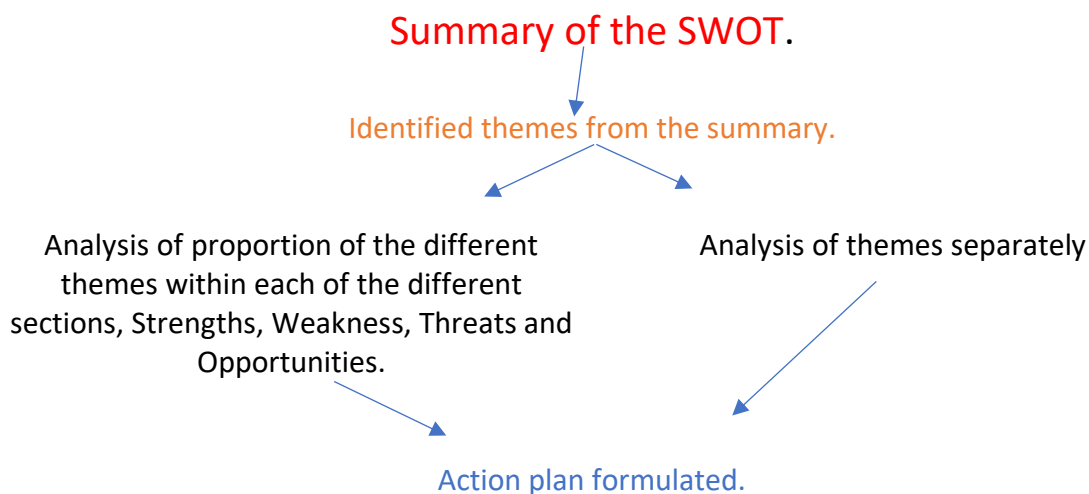 Summary of the SWOT.
Identified themes from the summary.
Analysis of proportion of the different
themes within each of the different
sections, Strengths, Weakness, Threats and
Opportunities.
Analysis of themes separately
Action plan formulated.